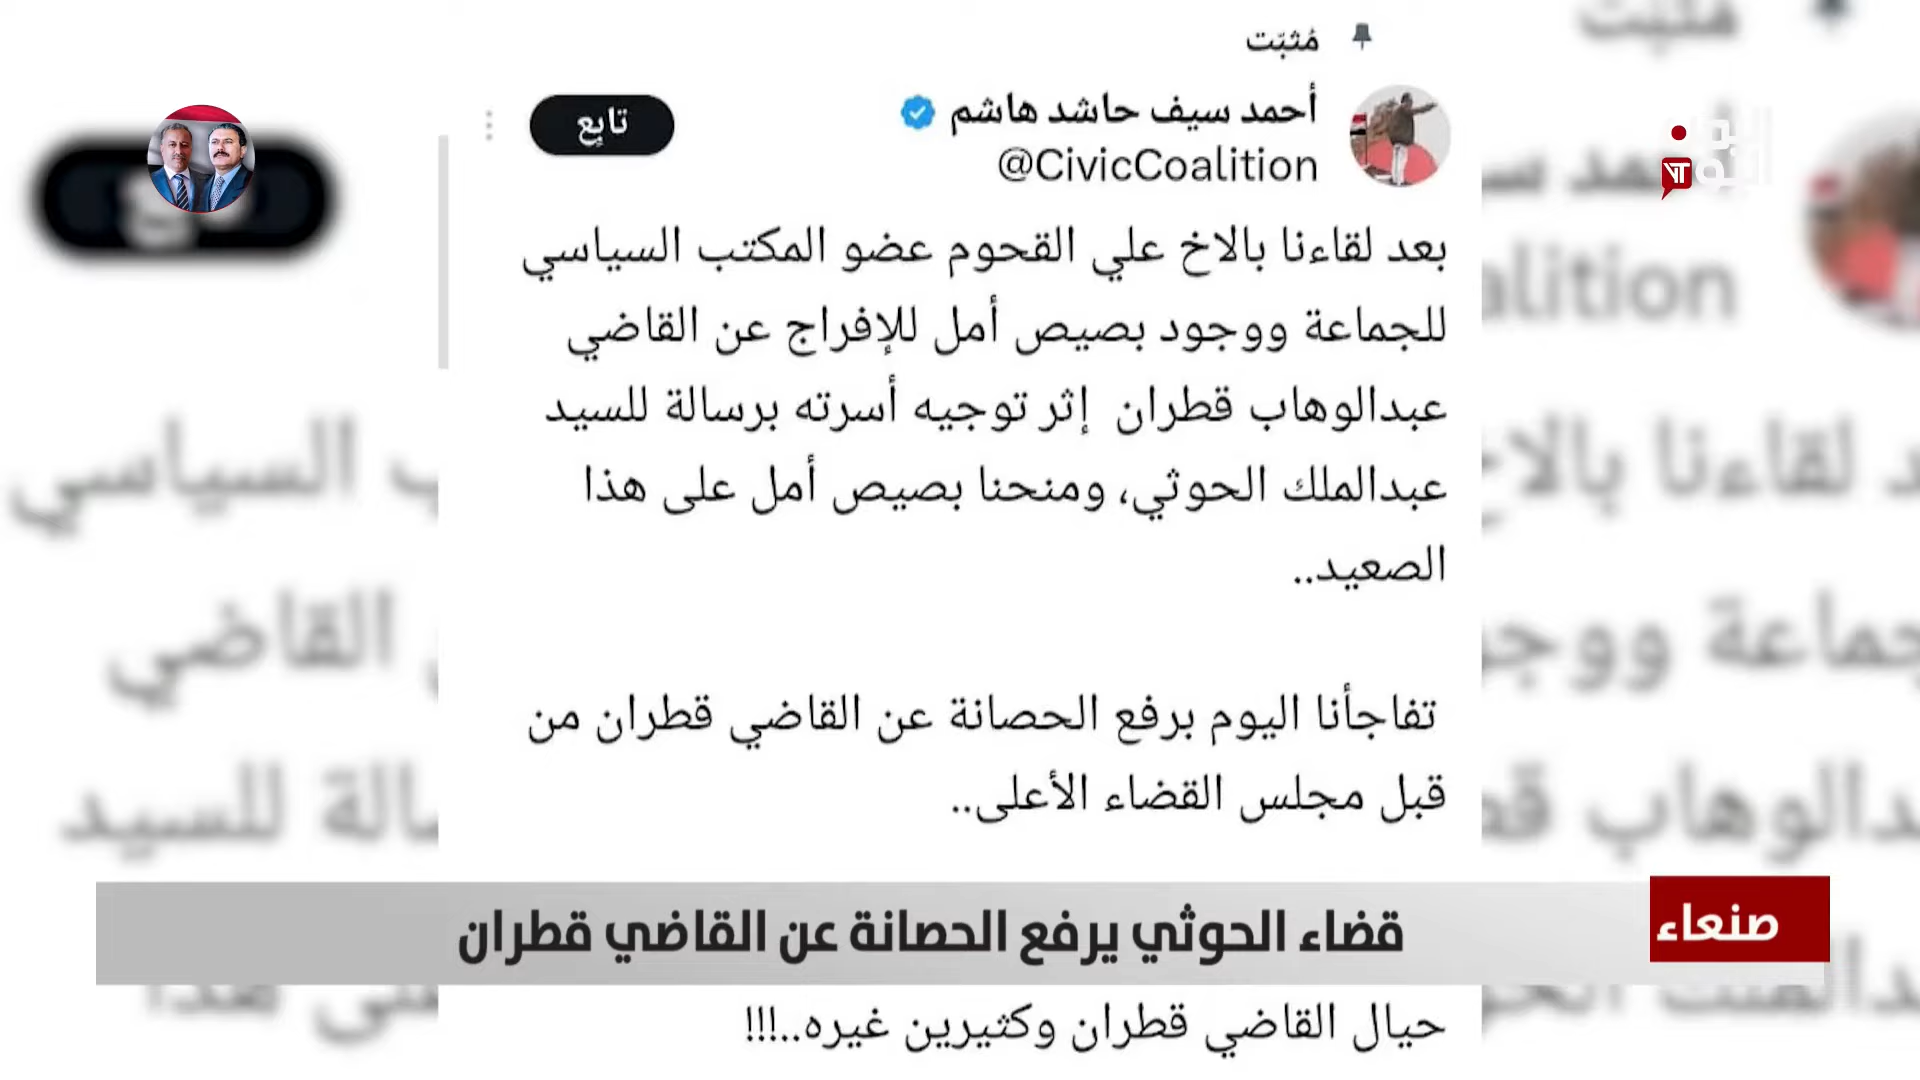 مُثبّت
أحمد سيف حاشد هاشم
@CivicCoalition
تابِع
بعد لقاءنا بالاخ علي القحوم عضو المكتب السياسي
للجماعة ووجود بصيص أمل للإفراج عن القاضي
عبدالوهاب قطران إثر توجيه أسرته برسالة للسيد
عبدالملك الحوثي، ومنحنا بصيص أمل على هذا
الصعيد..
تفاجأنا اليوم برفع الحصانة عن القاضي قطران من
قبل مجلس القضاء الأعلى..
صنعاء
قضاء الحوثي يرفع الحصانة عن القاضي قطران
حيال القاضي قطران وكثيرين غيره..!!!